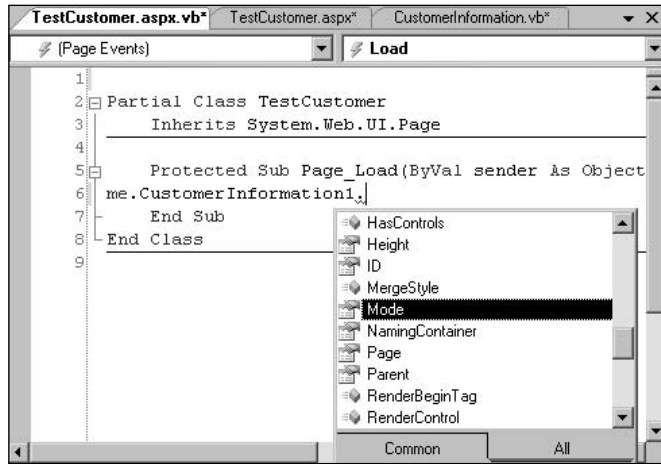 TestCustomer.aspx.vb* TestCustomer.aspx* CustomerInformation.vb*
(Page Events) Load
1
2 Partial Class TestCustomer
3 Inherits System.Web.UI.Page
4
5 Protected Sub Page_Load(ByVal sender As Object
6 me.CustomerInformation1.
7 End Sub
8 End Class
9
HasControls
Height
ID
MergeStyle
Mode
NamingContainer
Page
Parent
RenderBeginTag
RenderControl
Common All